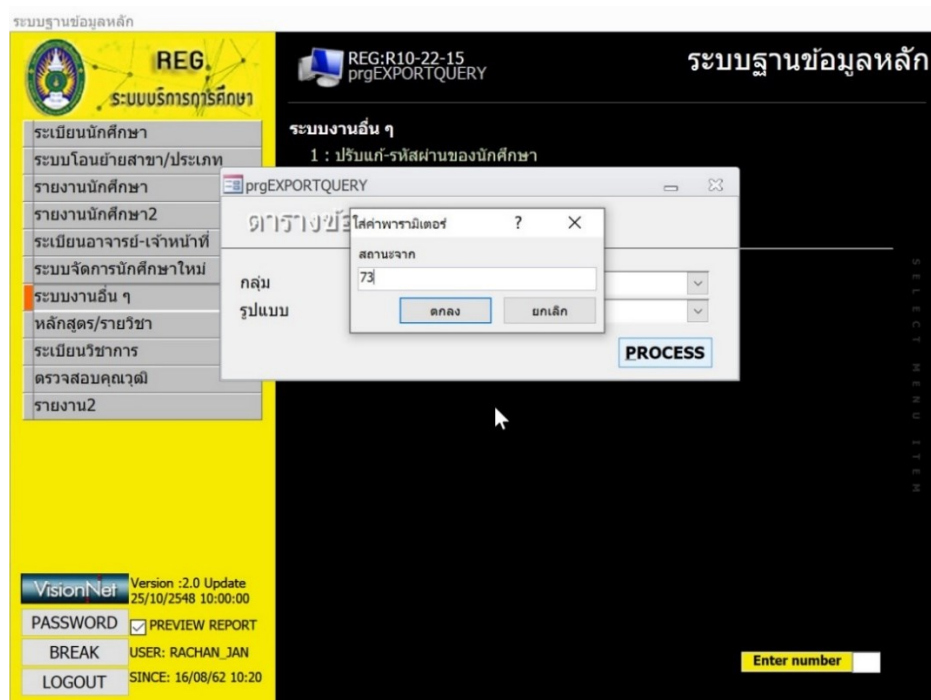 ระบบฐานข้อมูลหลัก
REG.
ระบบบริการการศึกษา
REG:R10-22-15
prgEXPORTQUERY
ระบบฐานข้อมูลหลัก
ระเบียนนักศึกษา
ระบบโอนย้ายสาขา/ประเภท
รายงานนักศึกษา
รายงานนักศึกษา2
ระเบียนอาจารย์-เจ้าหน้าที่
ระบบจัดการนักศึกษาใหม่
ระบบงานอื่น ๆ
หลักสูตร/รายวิชา
ระเบียนวิชาการ
ตรวจสอบคุณวุฒิ
รายงาน2
ระบบงานอื่น ๆ
1 : ปรับแก้-รหัสผ่านของนักศึกษา
prgEXPORTQUERY
ตารางข้อ
กลุ่ม
รูปแบบ
PROCESS
ใส่ค่าพารามิเตอร์ ?
สถานะจาก
73
ตกลง ยกเลิก
SELECT MENU ITEM
VisionNet
Version :2.0 Update
25/10/2548 10:00:00
PASSWORD
PREVIEW REPORT
BREAK
USER: RACHAN_JAN
LOGOUT
SINCE: 16/08/62 10:20
Enter number